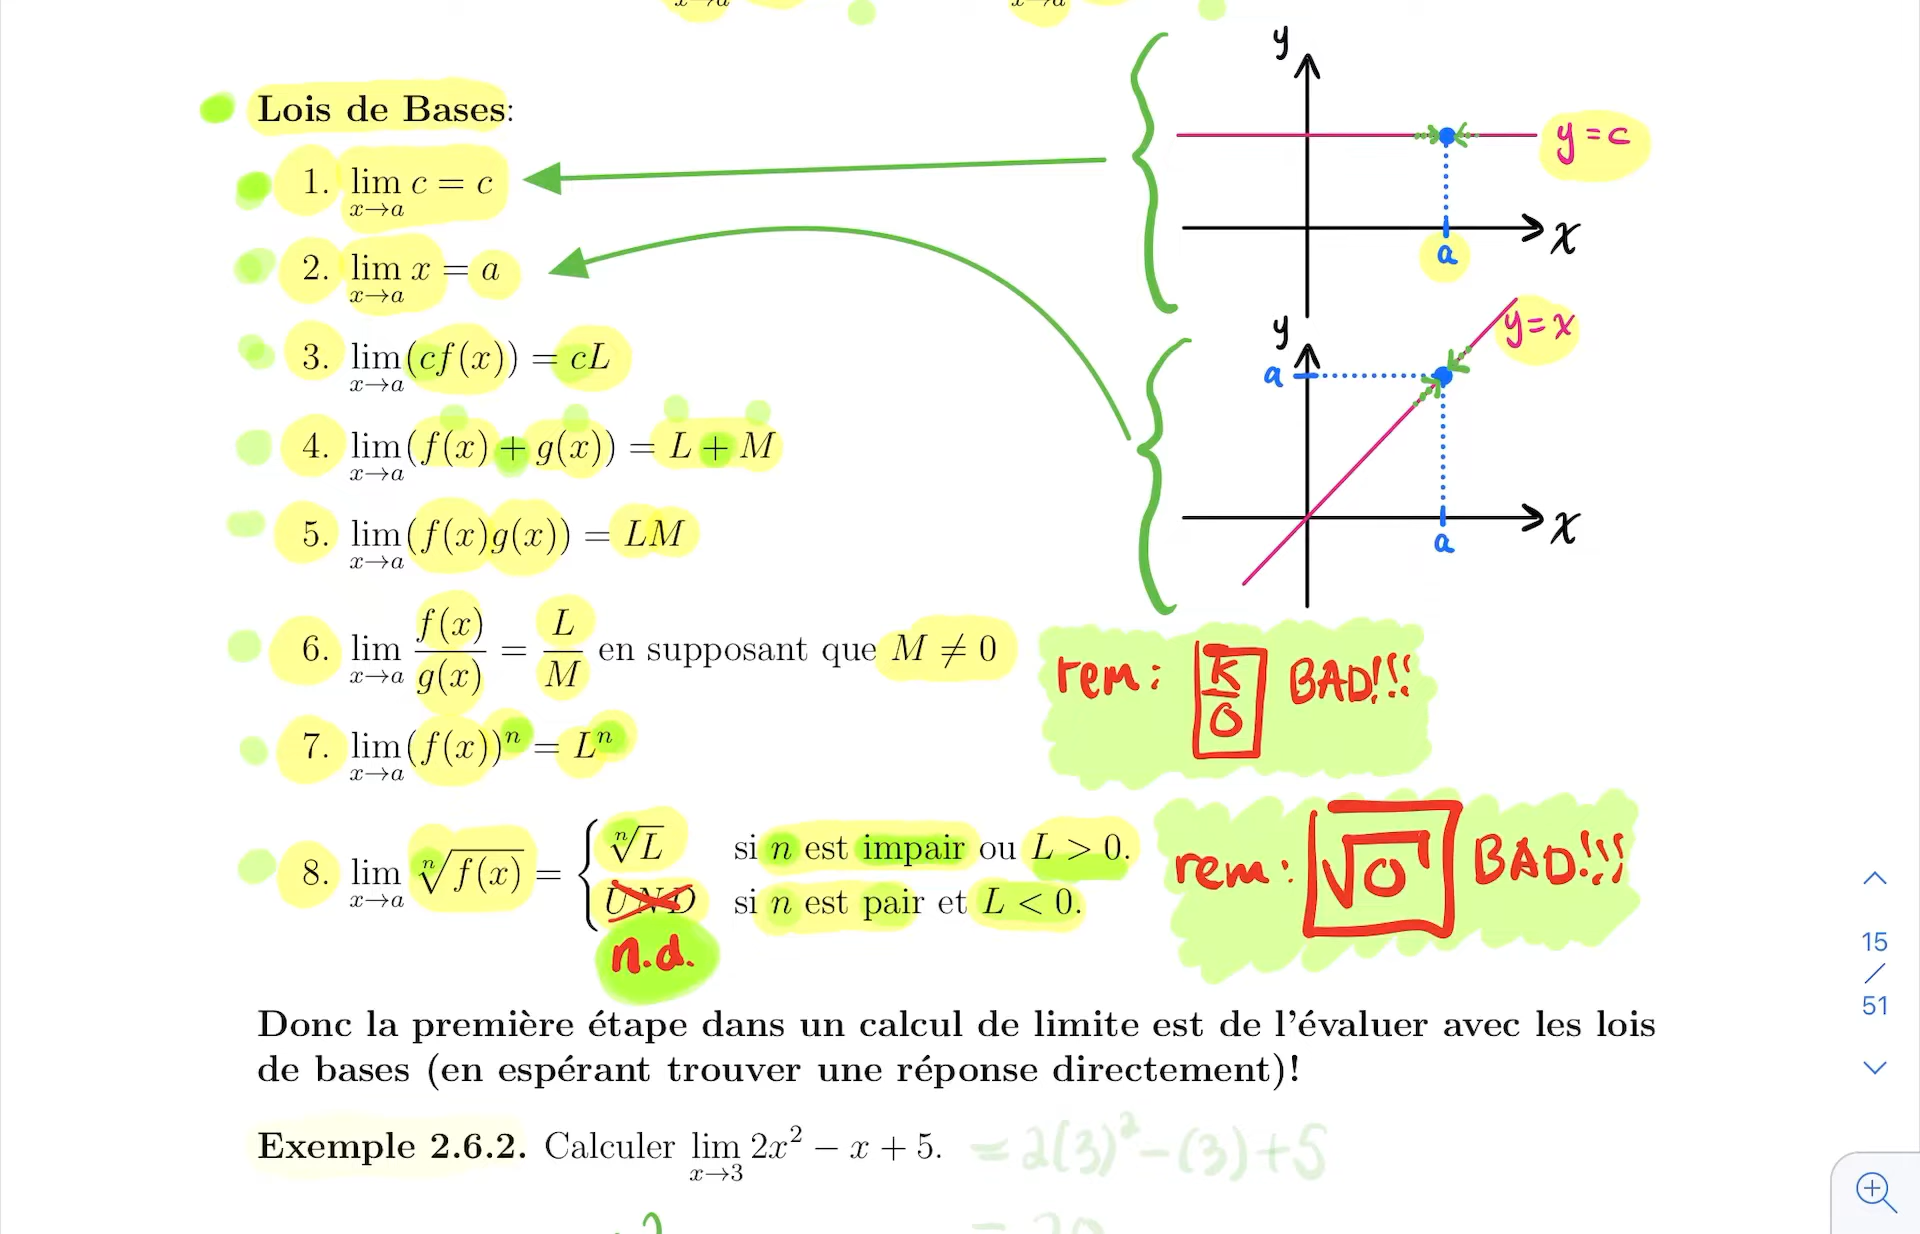 x→a x→a
Lois de Bases:
1. lim x→a c = c
2. lim x→a x = a
3. lim x→a (cf(x)) = cL
4. lim x→a (f(x) + g(x)) = L + M
5. lim x→a (f(x)g(x)) = LM
6. lim x→a f(x)/g(x) = L/M en supposant que M ≠ 0
rem: K/0 BAD!!!
7. lim x→a (f(x))ⁿ = Lⁿ
8. lim x→a ⁿ√f(x) = { ⁿ√L si n est impair ou L > 0.
UND si n est pair et L < 0.
n.d.
rem: √0 BAD!!!
y
y = c
x
a
y
y = x
a
x
a
Donc la première étape dans un calcul de limite est de l'évaluer avec les lois
de bases (en espérant trouver une réponse directement)!
Exemple 2.6.2. Calculer lim x→3 2x² − x + 5. = 2(3)² − (3) + 5
15
/
51